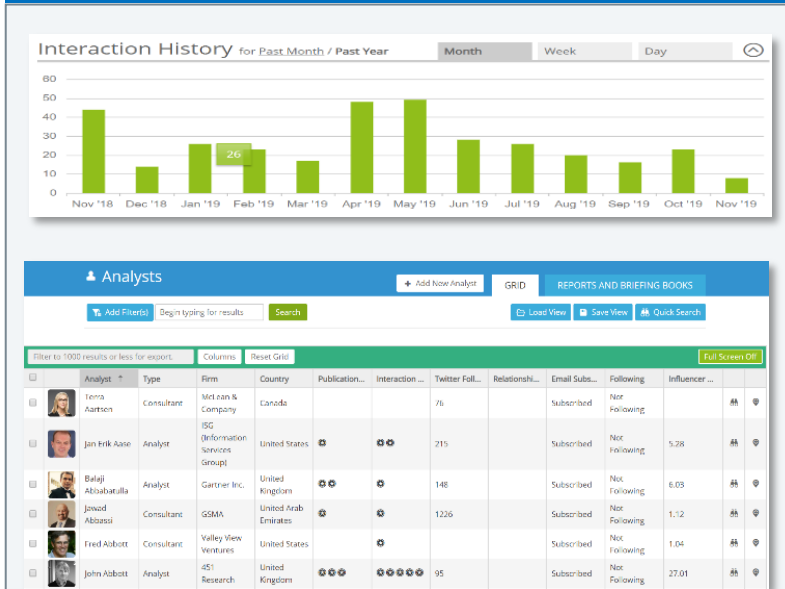 Interaction History for Past Month / Past Year
Month
Week
Day
60
50
40
30
20
10
0
26
Nov '18 Dec '18 Jan '19 Feb '19 Mar '19 Apr '19 May '19 Jun '19 Jul '19 Aug '19 Sep '19 Oct '19 Nov '19
Analysts
+ Add New Analyst
GRID
REPORTS AND BRIEFING BOOKS
Add Filter(s)
Begin typing for results
Search
Load View
Save View
Quick Search
Filter to 1000 results or less for export.
Columns
Reset Grid
Full Screen Off
Analyst ↑ Type Firm Country Publication... Interaction ... Twitter Foll... Relationshi... Email Subs... Following Influencer ...
Terra Aartsen
Consultant
McLean & Company
Canada
76
Subscribed
Not Following
Jan Erik Aase
Analyst
ISG (Information Services Group)
United States
215
Subscribed
Not Following
5.28
Balaji Abbabatulla
Analyst
Gartner Inc.
United Kingdom
148
Subscribed
Not Following
6.03
Jawad Abbassi
Consultant
GSMA
United Arab Emirates
1226
Subscribed
Not Following
1.12
Fred Abbott
Consultant
Valley View Ventures
United States
Subscribed
Not Following
1.04
John Abbott
Analyst
451 Research
United Kingdom
95
Subscribed
Not Following
27.01